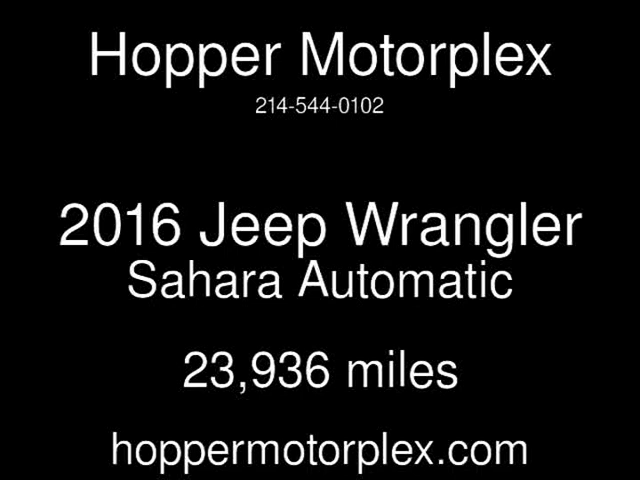 Hopper Motorplex
214-544-0102
2016 Jeep Wrangler
Sahara Automatic
23,936 miles
hoppermotorplex.com